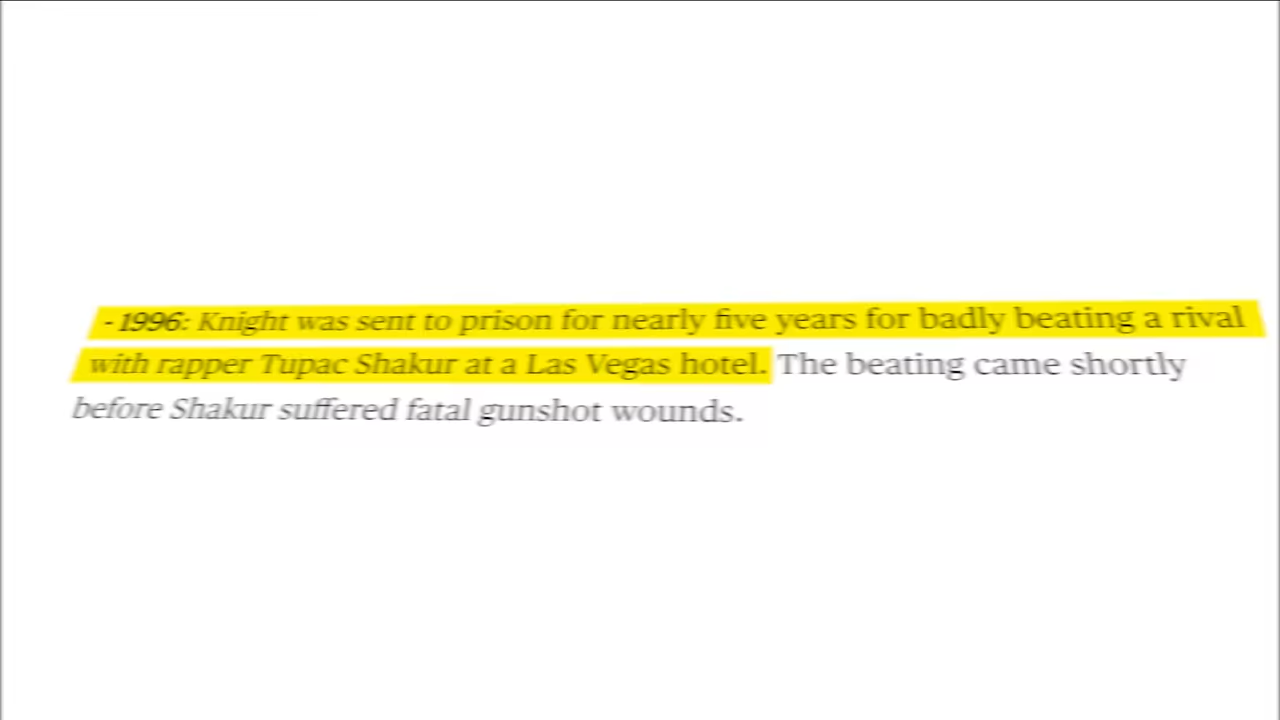 - 1996: Knight was sent to prison for nearly five years for badly beating a rival
with rapper Tupac Shakur at a Las Vegas hotel. The beating came shortly
before Shakur suffered fatal gunshot wounds.